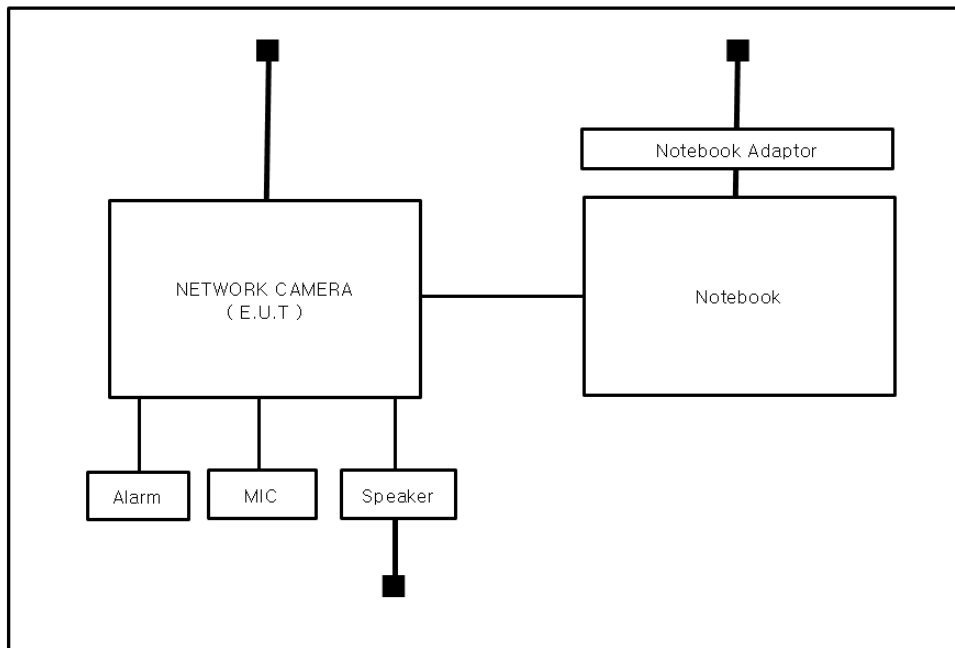 Notebook Adaptor
NETWORK CAMERA
( E.U.T )
Notebook
Alarm
MIC
Speaker